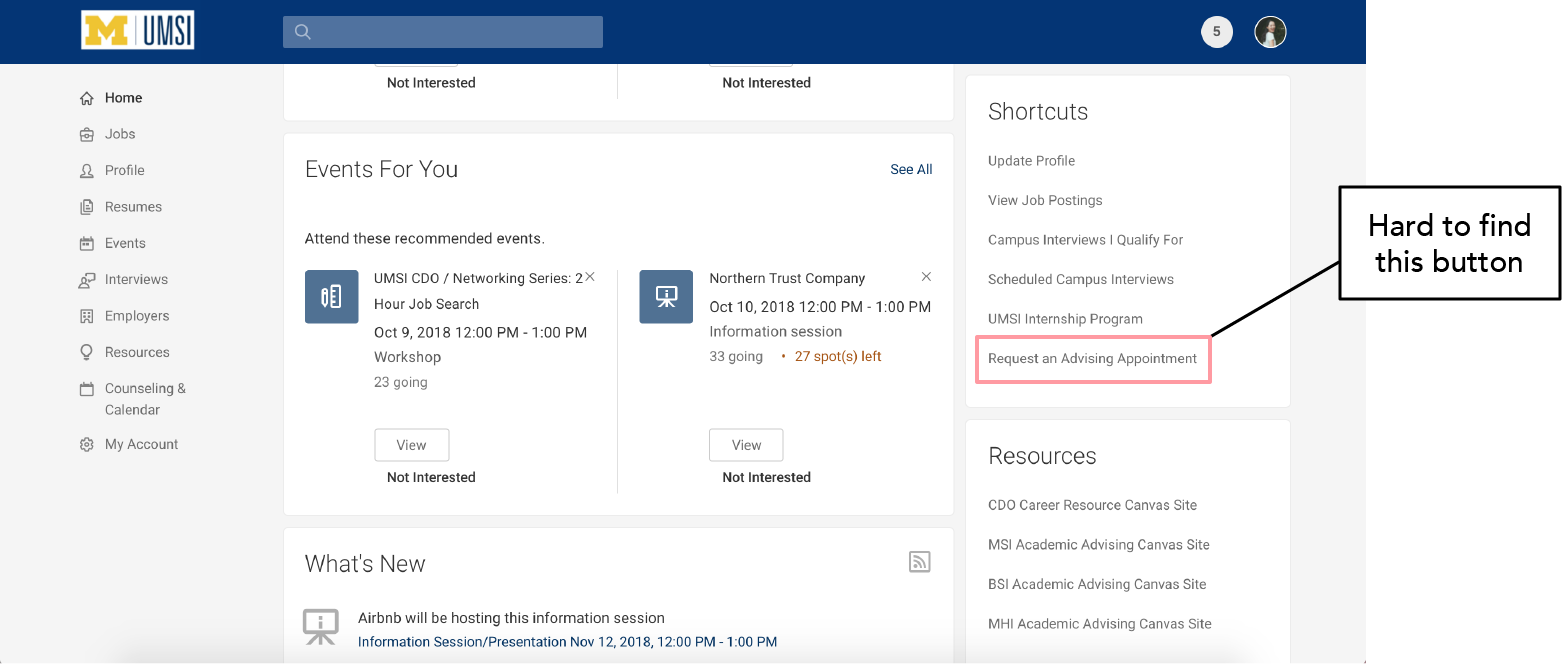 M UMSI
5
Home
Jobs
Profile
Resumes
Events
Interviews
Employers
Resources
Counseling &
Calendar
My Account
Not Interested
Not Interested
Events For You
See All
Attend these recommended events.
UMSI CDO / Networking Series: 2
Hour Job Search
Oct 9, 2018 12:00 PM - 1:00 PM
Workshop
23 going
View
Not Interested
Northern Trust Company
Oct 10, 2018 12:00 PM - 1:00 PM
Information session
33 going • 27 spot(s) left
View
Not Interested
What's New
Airbnb will be hosting this information session
Information Session/Presentation Nov 12, 2018, 12:00 PM - 1:00 PM
Shortcuts
Update Profile
View Job Postings
Campus Interviews I Qualify For
Scheduled Campus Interviews
UMSI Internship Program
Request an Advising Appointment
Resources
CDO Career Resource Canvas Site
MSI Academic Advising Canvas Site
BSI Academic Advising Canvas Site
MHI Academic Advising Canvas Site
Hard to find
this button